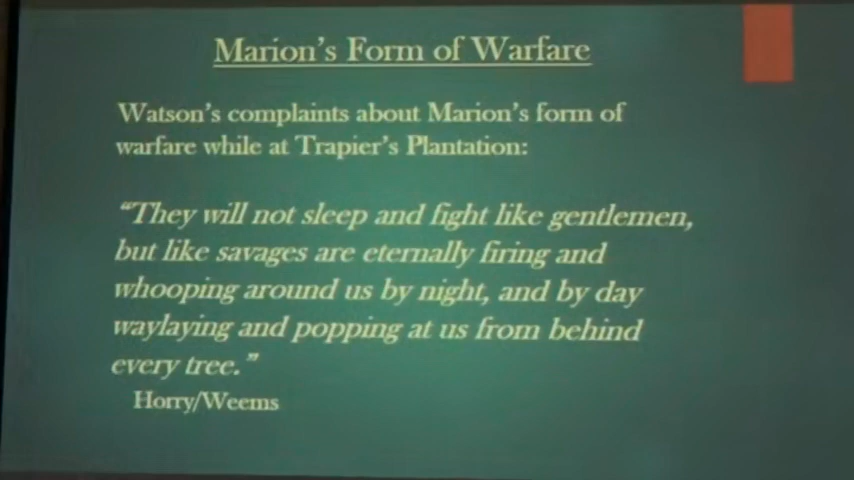 Marion's Form of Warfare
Watson's complaints about Marion's form of
warfare while at Trapier's Plantation:
"They will not sleep and fight like gentlemen,
but like savages are eternally firing and
whooping around us by night, and by day
waylaying and popping at us from behind
every tree."
Horry/Weems